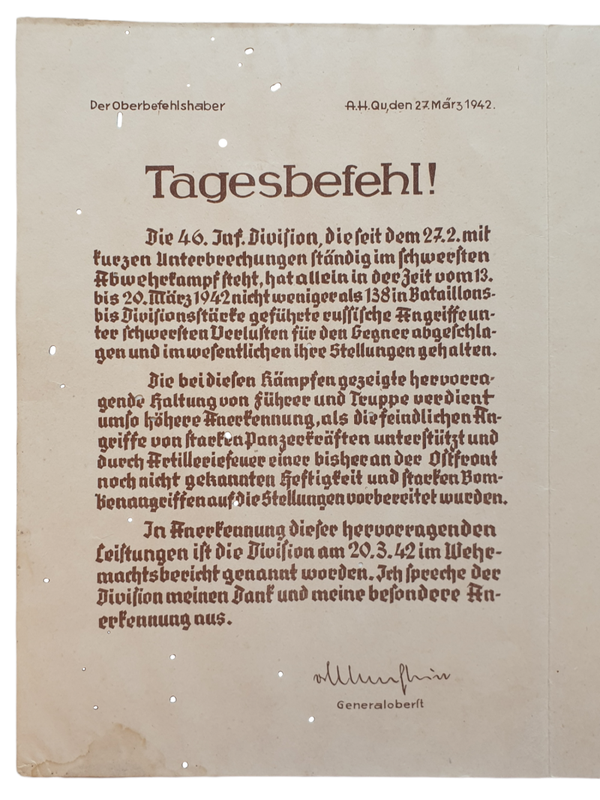 Der Oberbefehlshaber
A.H.Qu,den 27.März 1942.
Tagesbefehl!
Die 46. Inf. Division, die seit dem 27.2. mit
kurzen Unterbrechungen ständig im schwersten
Abwehrkampf steht, hat allein in der Zeit vom 13.
bis 20. März 1942 nicht weniger als 138 in Bataillons-
bis Divisionsstärke geführte russische Angriffe un-
ter schwersten Verlusten für den Gegner abgeschla-
gen und im wesentlichen ihre Stellungen gehalten.
Die bei diesen Kämpfen gezeigte hervorra-
gende Haltung von Führer und Truppe verdient
umso höhere Anerkennung, als die feindlichen An-
griffe von starken Panzerkräften unterstützt und
durch Artilleriefeuer einer bisher an der Ostfront
noch nicht gekannten Heftigkeit und starken Bom-
benangriffen auf die Stellungen vorbereitet wurden.
In Anerkennung dieser hervorragenden
Leistungen ist die Division am 20.3.42 im Wehr-
machtsbericht genannt worden. Ich spreche der
Division meinen Dank und meine besondere An-
erkennung aus.
v. Manstein
Generaloberst